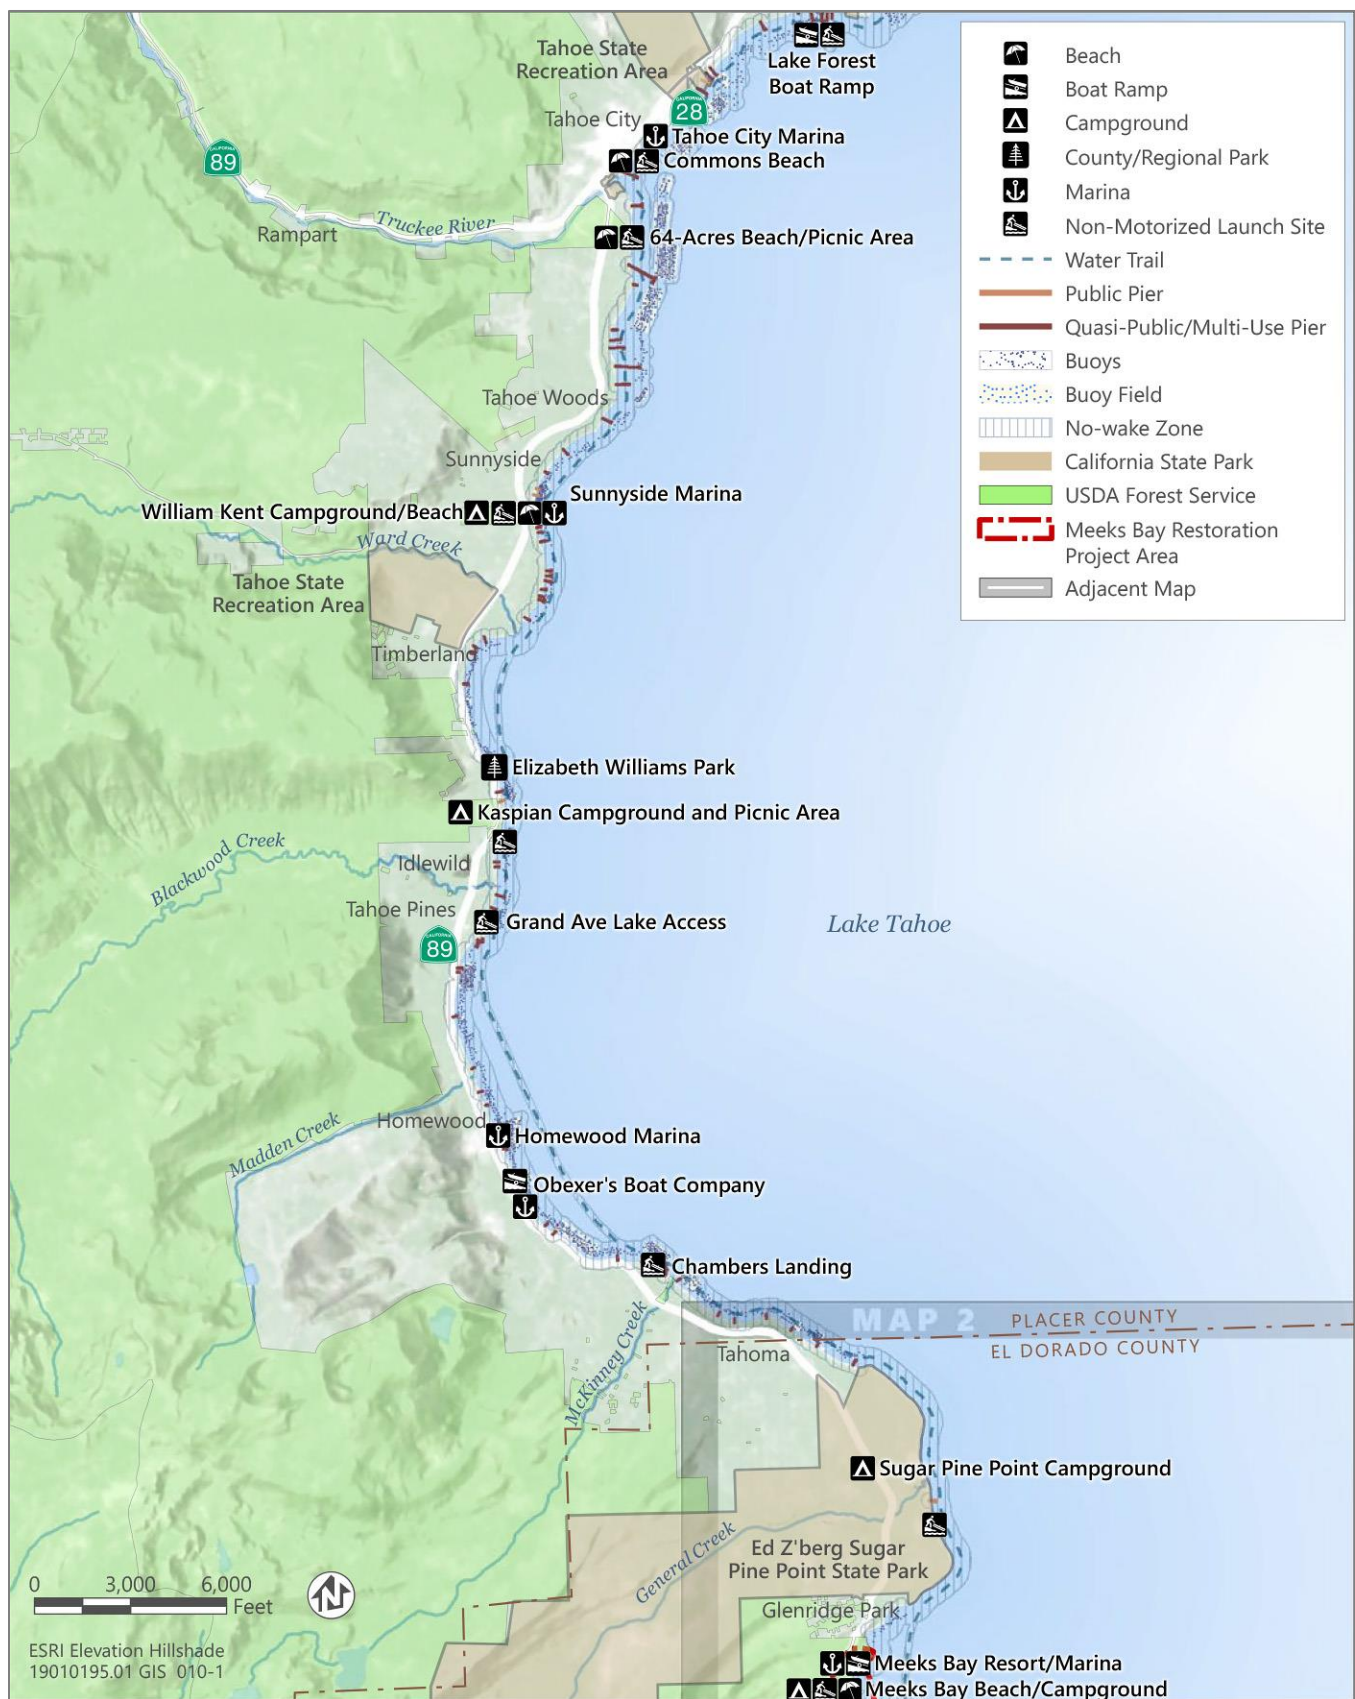 Tahoe State
Recreation Area
Lake Forest
Boat Ramp
Tahoe City
CALIFORNIA
28
Tahoe City Marina
Commons Beach
CALIFORNIA
89
Rampart
Truckee River
64-Acres Beach/Picnic Area
Tahoe Woods
Sunnyside
Sunnyside Marina
William Kent Campground/Beach
Ward Creek
Tahoe State
Recreation Area
Timberland
Elizabeth Williams Park
Kaspian Campground and Picnic Area
Blackwood Creek
Idlewild
Tahoe Pines
Grand Ave Lake Access
CALIFORNIA
89
Lake Tahoe
Homewood
Madden Creek
Homewood Marina
Obexer's Boat Company
Chambers Landing
MAP 2
PLACER COUNTY
EL DORADO COUNTY
Tahoma
McKinney Creek
Sugar Pine Point Campground
General Creek
Ed Z'berg Sugar
Pine Point State Park
Glenridge Park
Meeks Bay Resort/Marina
Meeks Bay Beach/Campground
Beach
Boat Ramp
Campground
County/Regional Park
Marina
Non-Motorized Launch Site
Water Trail
Public Pier
Quasi-Public/Multi-Use Pier
Buoys
Buoy Field
No-wake Zone
California State Park
USDA Forest Service
Meeks Bay Restoration
Project Area
Adjacent Map
0 3,000 6,000
Feet
N
ESRI Elevation Hillshade
19010195.01 GIS 010-1